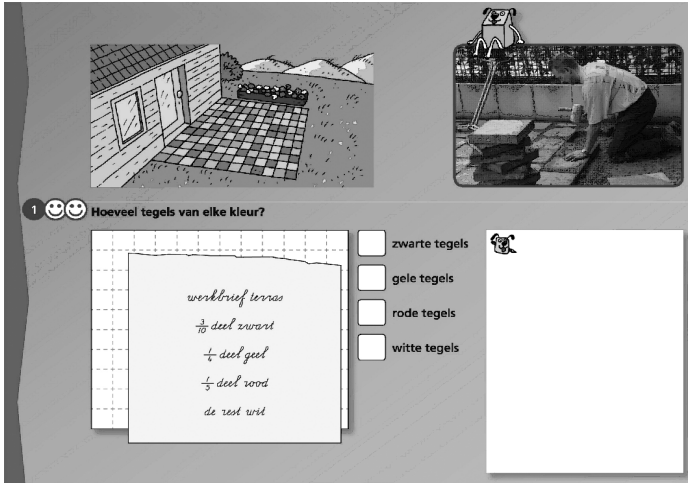 1 Hoeveel tegels van elke kleur?
werkbrief terras
3/10 deel zwart
1/4 deel geel
1/5 deel rood
de rest wit
zwarte tegels
gele tegels
rode tegels
witte tegels